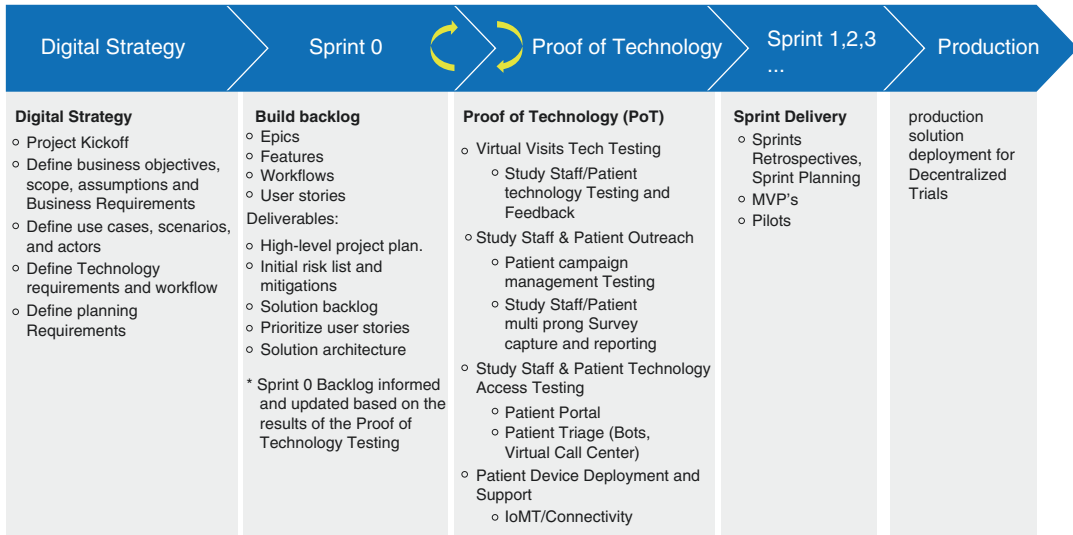 Digital Strategy
Sprint 0
Proof of Technology
Sprint 1,2,3
...
Production
Digital Strategy
Project Kickoff
Define business objectives,
scope, assumptions and
Business Requirements
Define use cases, scenarios,
and actors
Define Technology
requirements and workflow
Define planning
Requirements
Build backlog
Epics
Features
Workflows
User stories
Deliverables:
High-level project plan.
Initial risk list and
mitigations
Solution backlog
Prioritize user stories
Solution architecture
* Sprint 0 Backlog informed
and updated based on the
results of the Proof of
Technology Testing
Proof of Technology (PoT)
Virtual Visits Tech Testing
Study Staff/Patient
technology Testing and
Feedback
Study Staff & Patient Outreach
Patient campaign
management Testing
Study Staff/Patient
multi prong Survey
capture and reporting
Study Staff & Patient Technology
Access Testing
Patient Portal
Patient Triage (Bots,
Virtual Call Center)
Patient Device Deployment and
Support
IoMT/Connectivity
Sprint Delivery
Sprints
Retrospectives,
Sprint Planning
MVP's
Pilots
production
solution
deployment for
Decentralized
Trials